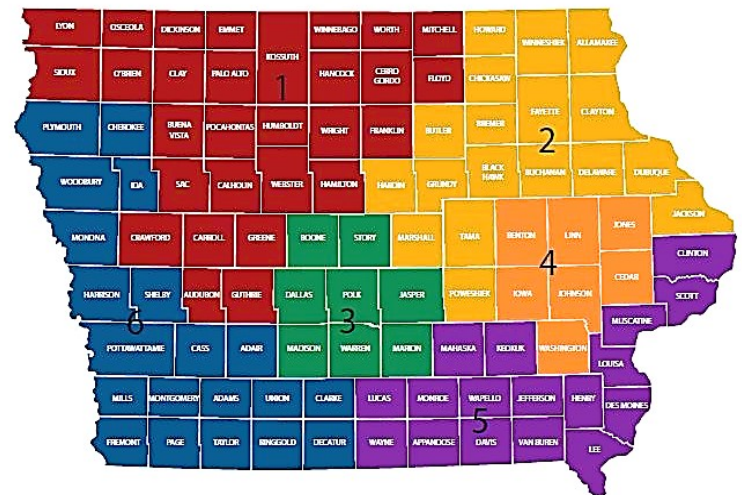 LYON OSCEOLA DICKINSON EMMET WINNEBAGO WORTH MITCHELL HOWARD WINNESHIEK ALLAMAKEE
KOSSUTH
SIOUX O'BRIEN CLAY PALO ALTO HANCOCK CERRO GORDO FLOYD CHICKASAW
1
PLYMOUTH CHEROKEE BUENA VISTA POCAHONTAS HUMBOLDT WRIGHT FRANKLIN BUTLER BREMER FAYETTE CLAYTON
2
WOODBURY IDA SAC CALHOUN WEBSTER HAMILTON HARDIN GRUNDY BLACK HAWK BUCHANAN DELAWARE DUBUQUE
MONONA CRAWFORD CARROLL GREENE BOONE STORY MARSHALL TAMA BENTON LINN JONES JACKSON
CLINTON
4
HARRISON SHELBY AUDUBON GUTHRIE DALLAS POLK JASPER POWESHIEK IOWA JOHNSON CEDAR SCOTT
6 3
MUSCATINE
POTTAWATTAMIE CASS ADAIR MADISON WARREN MARION MAHASKA KEOKUK WASHINGTON LOUISA
MILLS MONTGOMERY ADAMS UNION CLARKE LUCAS MONROE WAPELLO JEFFERSON HENRY DES MOINES
5
FREMONT PAGE TAYLOR RINGGOLD DECATUR WAYNE APPANOOSE DAVIS VAN BUREN LEE